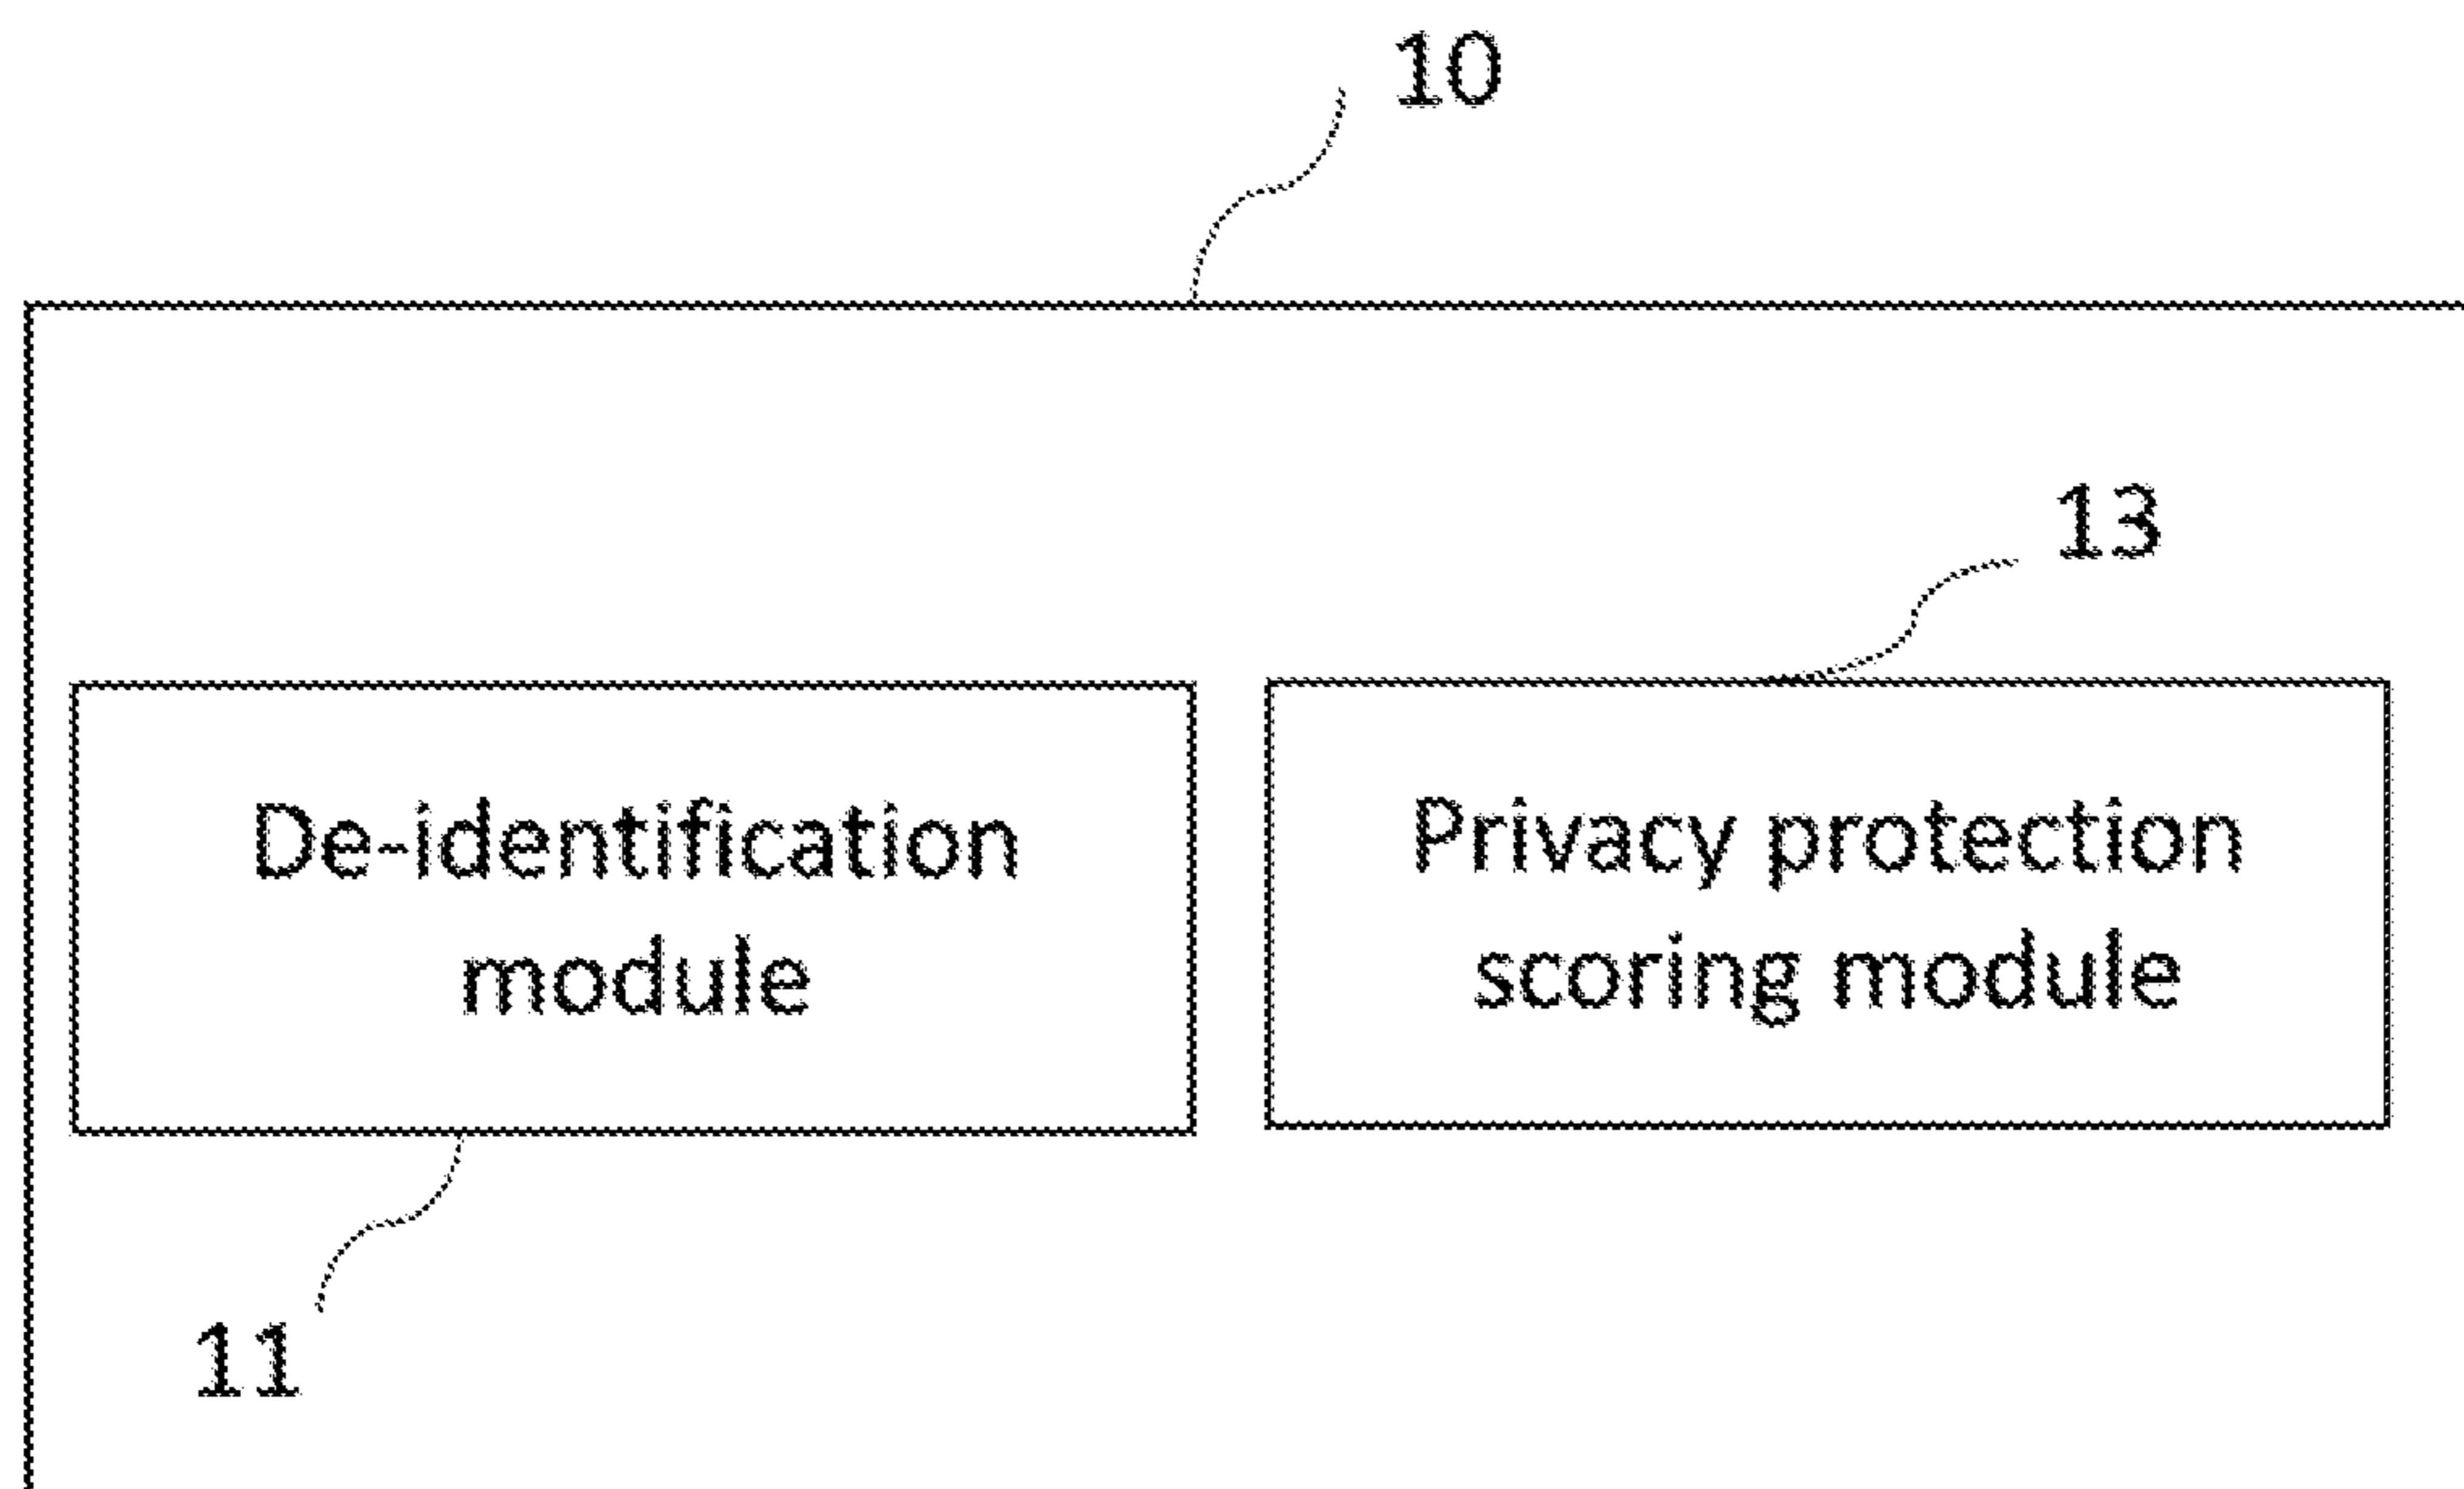 10
13
De-identification
module
Privacy protection
scoring module
11